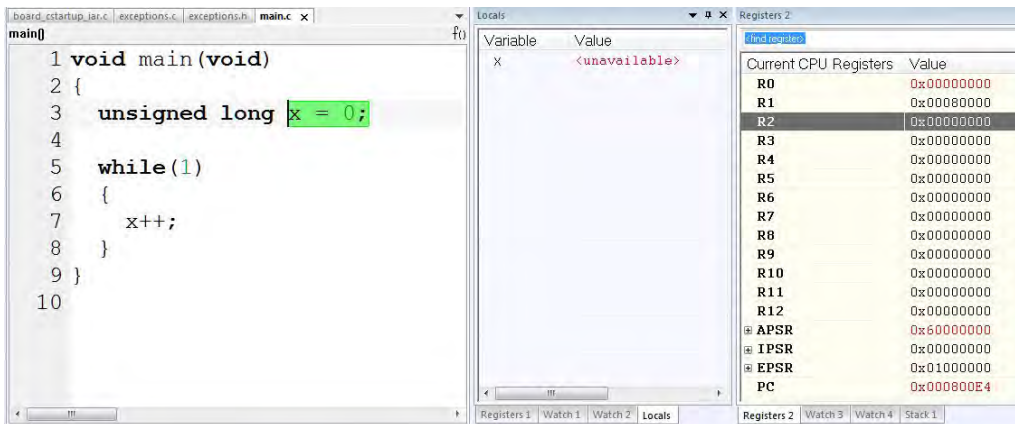 board_cstartup_iar.c exceptions.c exceptions.h main.c x
main() f()
1 void main(void)
2 {
3 unsigned long x = 0;
4
5 while(1)
6 {
7 x++;
8 }
9 }
10
Locals
Variable Value
x <unavailable>
Registers 1 Watch 1 Watch 2 Locals
Registers 2
<find register>
Current CPU Registers Value
R0 0x00000000
R1 0x00080000
R2 0x00000000
R3 0x00000000
R4 0x00000000
R5 0x00000000
R6 0x00000000
R7 0x00000000
R8 0x00000000
R9 0x00000000
R10 0x00000000
R11 0x00000000
R12 0x00000000
APSR 0x60000000
IPSR 0x00000000
EPSR 0x01000000
PC 0x000800E4
Registers 2 Watch 3 Watch 4 Stack 1